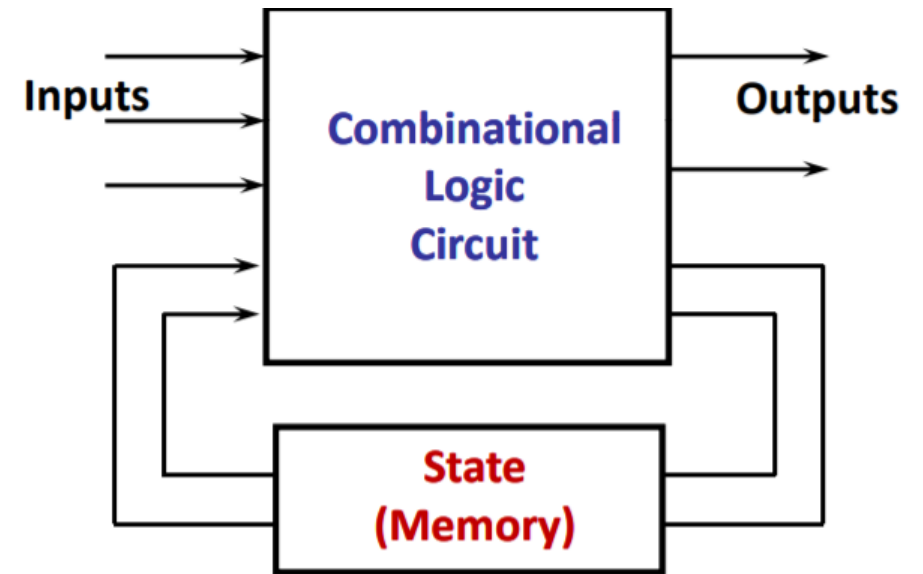 Inputs
Combinational
Logic
Circuit
Outputs
State
(Memory)